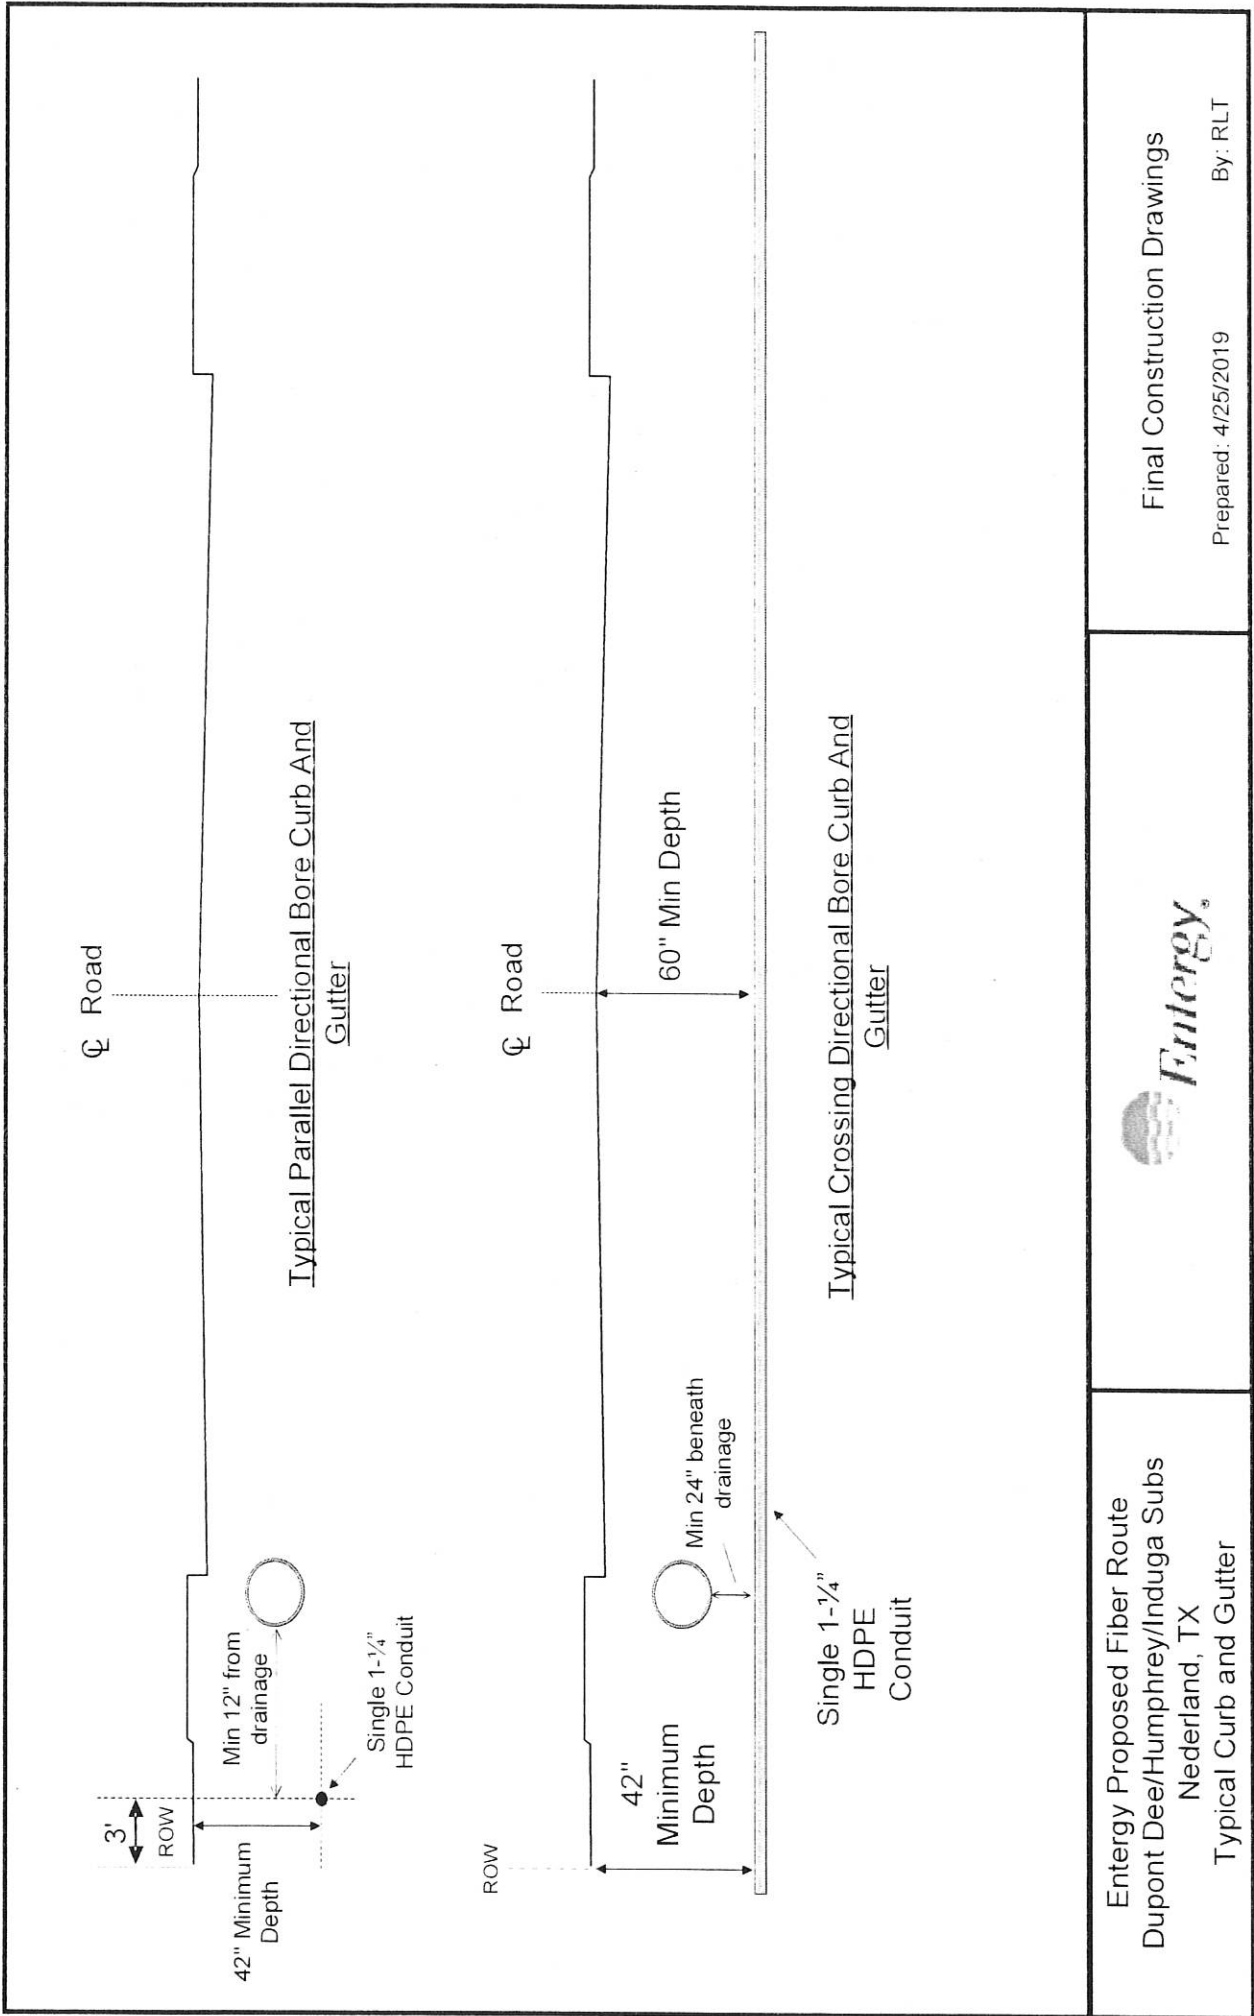 ℄ Road
3'
ROW
Min 12" from
drainage
42" Minimum
Depth
Single 1-¼"
HDPE Conduit
Typical Parallel Directional Bore Curb And
Gutter
℄ Road
ROW
42"
Minimum
Depth
Min 24" beneath
drainage
60" Min Depth
Single 1-¼"
HDPE
Conduit
Typical Crossing Directional Bore Curb And
Gutter
Entergy Proposed Fiber Route
Dupont Dee/Humphrey/Induga Subs
Nederland, TX
Typical Curb and Gutter
Entergy®
Final Construction Drawings
Prepared: 4/25/2019 By: RLT